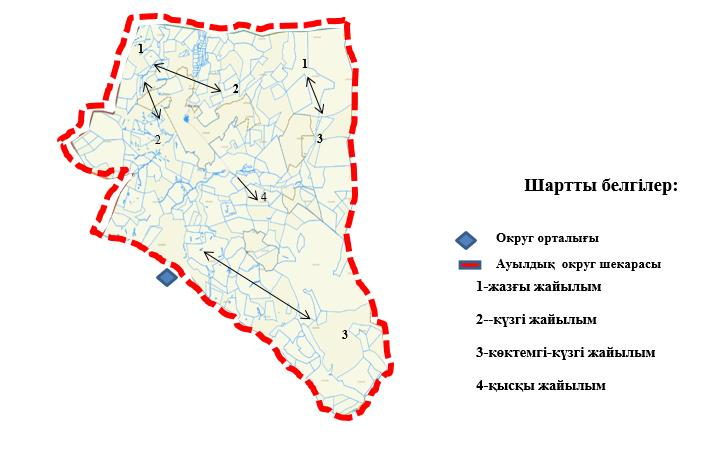 1
2
1
2
3
4
3
Шартты белгілер:
Округ орталығы
Ауылдық округ шекарасы
1-жазғы жайылым
2--күзгі жайылым
3-көктемгі-күзгі жайылым
4-қысқы жайылым